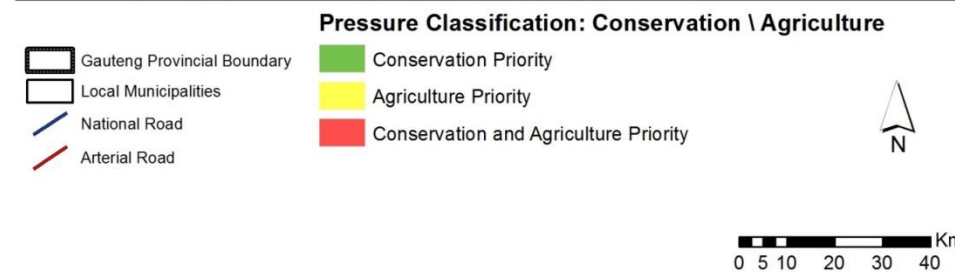 Pressure Classification: Conservation \ Agriculture
Gauteng Provincial Boundary
Local Municipalities
National Road
Arterial Road
Conservation Priority
Agriculture Priority
Conservation and Agriculture Priority
N
Km
0 5 10 20 30 40